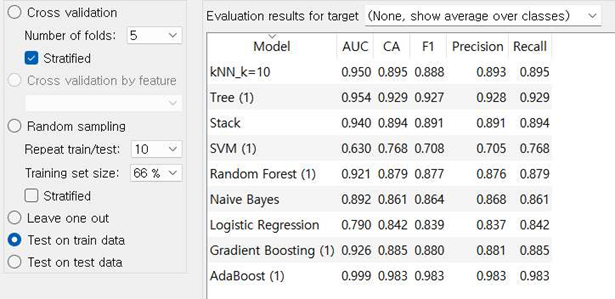 Cross validation
Number of folds: 5
Stratified
Cross validation by feature
Random sampling
Repeat train/test: 10
Training set size: 66 %
Stratified
Leave one out
Test on train data
Test on test data
Evaluation results for target (None, show average over classes)
Model AUC CA F1 Precision Recall
kNN_k=10 0.950 0.895 0.888 0.893 0.895
Tree (1) 0.954 0.929 0.927 0.928 0.929
Stack 0.940 0.894 0.891 0.891 0.894
SVM (1) 0.630 0.768 0.708 0.705 0.768
Random Forest (1) 0.921 0.879 0.877 0.876 0.879
Naive Bayes 0.892 0.861 0.864 0.868 0.861
Logistic Regression 0.790 0.842 0.839 0.837 0.842
Gradient Boosting (1) 0.926 0.885 0.880 0.881 0.885
AdaBoost (1) 0.999 0.983 0.983 0.983 0.983